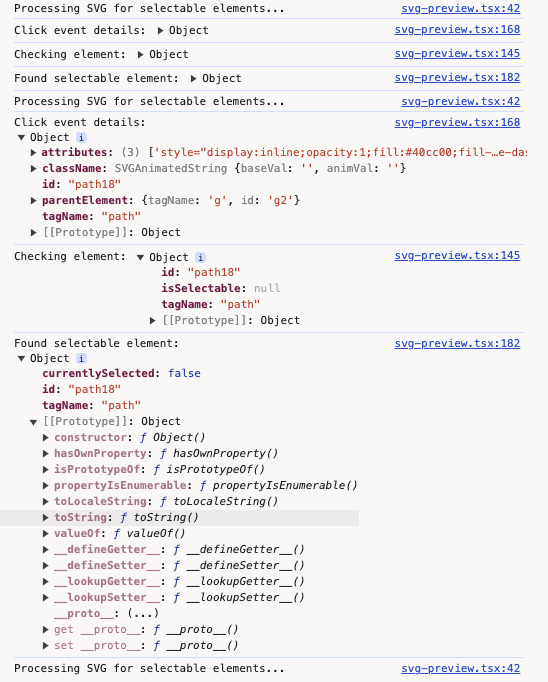 Processing SVG for selectable elements... svg-preview.tsx:42
Click event details: ▶ Object svg-preview.tsx:168
Checking element: ▶ Object svg-preview.tsx:145
Found selectable element: ▶ Object svg-preview.tsx:182
Processing SVG for selectable elements... svg-preview.tsx:42
Click event details: svg-preview.tsx:168
▼ Object i
▶ attributes: (3) ['style="display:inline;opacity:1;fill:#40cc00;fill-…e-das
▶ className: SVGAnimatedString {baseVal: '', animVal: ''}
id: "path18"
▶ parentElement: {tagName: 'g', id: 'g2'}
tagName: "path"
▶ [[Prototype]]: Object
Checking element: ▼ Object i svg-preview.tsx:145
id: "path18"
isSelectable: null
tagName: "path"
▶ [[Prototype]]: Object
Found selectable element: svg-preview.tsx:182
▼ Object i
currentlySelected: false
id: "path18"
tagName: "path"
▼ [[Prototype]]: Object
▶ constructor: ƒ Object()
▶ hasOwnProperty: ƒ hasOwnProperty()
▶ isPrototypeOf: ƒ isPrototypeOf()
▶ propertyIsEnumerable: ƒ propertyIsEnumerable()
▶ toLocaleString: ƒ toLocaleString()
▶ toString: ƒ toString()
▶ valueOf: ƒ valueOf()
▶ __defineGetter__: ƒ __defineGetter__()
▶ __defineSetter__: ƒ __defineSetter__()
▶ __lookupGetter__: ƒ __lookupGetter__()
▶ __lookupSetter__: ƒ __lookupSetter__()
__proto__: (...)
▶ get __proto__: ƒ __proto__()
▶ set __proto__: ƒ __proto__()
Processing SVG for selectable elements... svg-preview.tsx:42